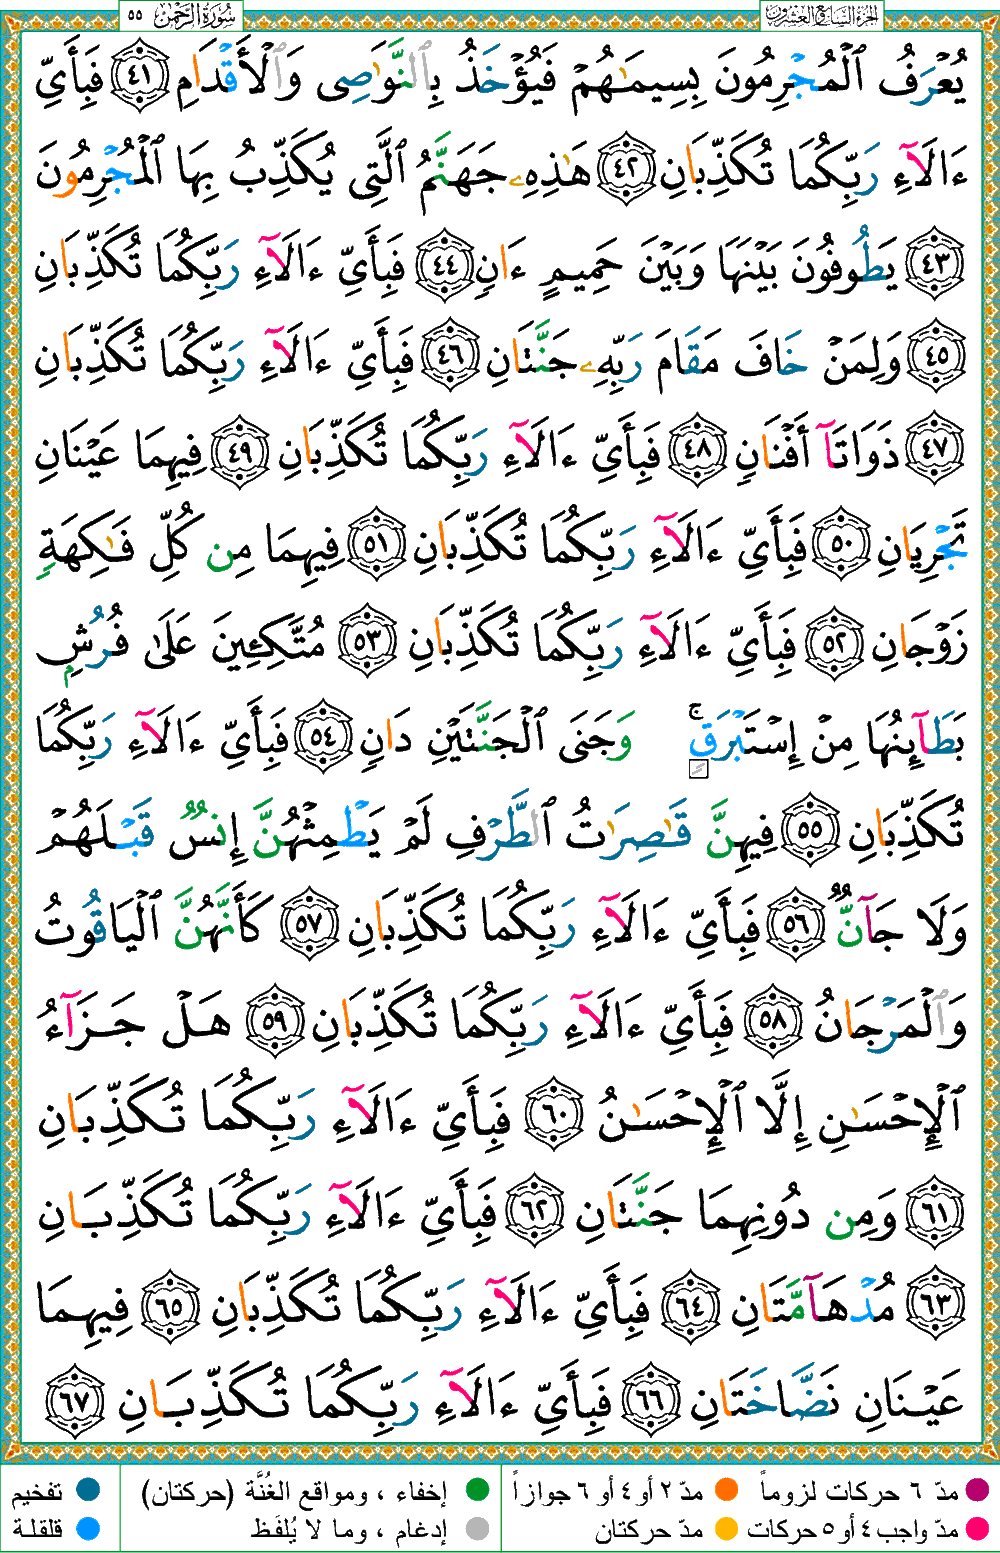 سُورَةُ الرَّحْمٰن ٥٥
الجزء السابع والعشرون
يُعْرَفُ ٱلْمُجْرِمُونَ بِسِيمَٰهُمْ فَيُؤْخَذُ بِٱلنَّوَٰصِى وَٱلْأَقْدَامِ ٤١ فَبِأَىِّ
ءَالَآءِ رَبِّكُمَا تُكَذِّبَانِ ٤٢ هَٰذِهِۦ جَهَنَّمُ ٱلَّتِى يُكَذِّبُ بِهَا ٱلْمُجْرِمُونَ
٤٣ يَطُوفُونَ بَيْنَهَا وَبَيْنَ حَمِيمٍ ءَانٍ ٤٤ فَبِأَىِّ ءَالَآءِ رَبِّكُمَا تُكَذِّبَانِ
٤٥ وَلِمَنْ خَافَ مَقَامَ رَبِّهِۦ جَنَّتَانِ ٤٦ فَبِأَىِّ ءَالَآءِ رَبِّكُمَا تُكَذِّبَانِ
٤٧ ذَوَاتَآ أَفْنَانٍ ٤٨ فَبِأَىِّ ءَالَآءِ رَبِّكُمَا تُكَذِّبَانِ ٤٩ فِيهِمَا عَيْنَانِ
تَجْرِيَانِ ٥٠ فَبِأَىِّ ءَالَآءِ رَبِّكُمَا تُكَذِّبَانِ ٥١ فِيهِمَا مِن كُلِّ فَٰكِهَةٍ
زَوْجَانِ ٥٢ فَبِأَىِّ ءَالَآءِ رَبِّكُمَا تُكَذِّبَانِ ٥٣ مُتَّكِـِٔينَ عَلَىٰ فُرُشٍۭ
بَطَآئِنُهَا مِنْ إِسْتَبْرَقٍ ۚ وَجَنَى ٱلْجَنَّتَيْنِ دَانٍ ٥٤ فَبِأَىِّ ءَالَآءِ رَبِّكُمَا
تُكَذِّبَانِ ٥٥ فِيهِنَّ قَٰصِرَٰتُ ٱلطَّرْفِ لَمْ يَطْمِثْهُنَّ إِنسٌ قَبْلَهُمْ
وَلَا جَآنٌّ ٥٦ فَبِأَىِّ ءَالَآءِ رَبِّكُمَا تُكَذِّبَانِ ٥٧ كَأَنَّهُنَّ ٱلْيَاقُوتُ
وَٱلْمَرْجَانُ ٥٨ فَبِأَىِّ ءَالَآءِ رَبِّكُمَا تُكَذِّبَانِ ٥٩ هَلْ جَزَآءُ
ٱلْإِحْسَٰنِ إِلَّا ٱلْإِحْسَٰنُ ٦٠ فَبِأَىِّ ءَالَآءِ رَبِّكُمَا تُكَذِّبَانِ
٦١ وَمِن دُونِهِمَا جَنَّتَانِ ٦٢ فَبِأَىِّ ءَالَآءِ رَبِّكُمَا تُكَذِّبَانِ
٦٣ مُدْهَآمَّتَانِ ٦٤ فَبِأَىِّ ءَالَآءِ رَبِّكُمَا تُكَذِّبَانِ ٦٥ فِيهِمَا
عَيْنَانِ نَضَّاخَتَانِ ٦٦ فَبِأَىِّ ءَالَآءِ رَبِّكُمَا تُكَذِّبَانِ ٦٧
مدّ ٦ حركات لزوماً مدّ ٢ أو ٤ أو ٦ جوازاً إخفاء ، ومواقع الغُنَّة (حركتان) تفخيم
مدّ واجب ٤ أو ٥ حركات مدّ حركتان إدغام ، وما لا يُلفَظ قلقلة